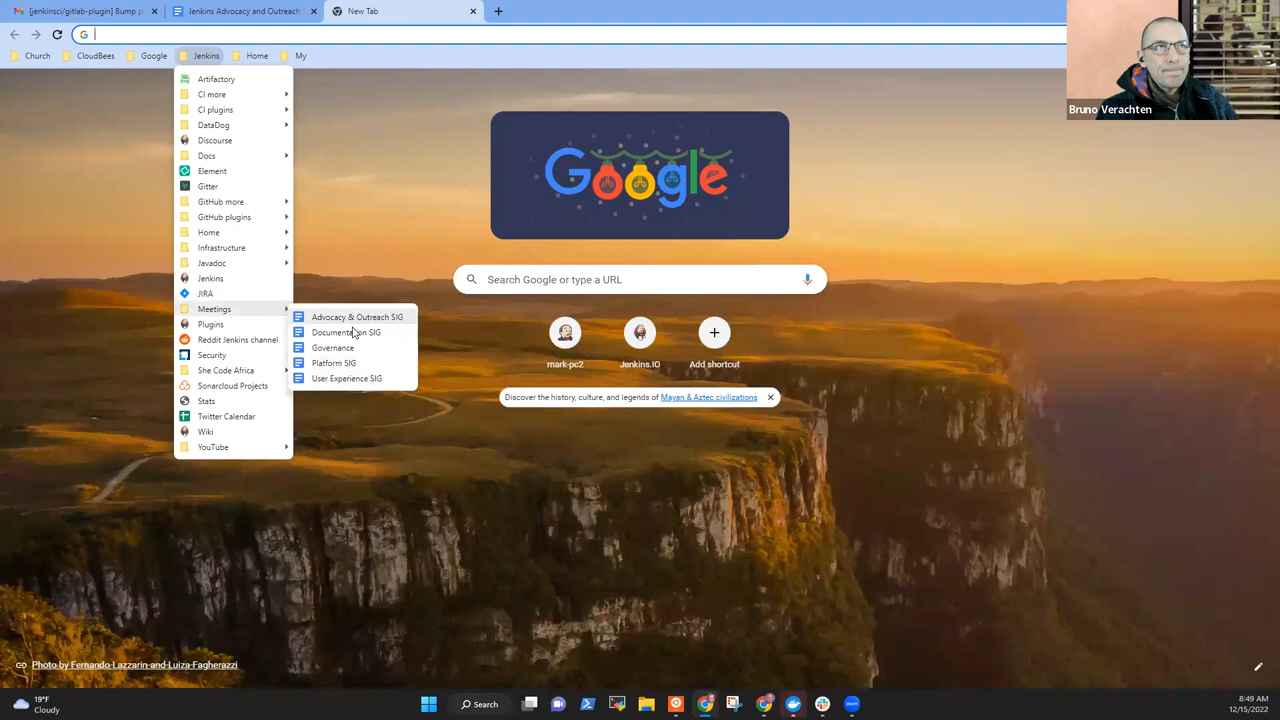 [jenkinsci/gitlab-plugin] Bump p
Jenkins Advocacy and Outreach
New Tab
Church
CloudBees
Google
Jenkins
Home
My
Artifactory
CI more
CI plugins
DataDog
Discourse
Docs
Element
Gitter
GitHub more
GitHub plugins
Home
Infrastructure
Javadoc
Jenkins
JIRA
Meetings
Plugins
Reddit Jenkins channel
Security
She Code Africa
Sonarcloud Projects
Stats
Twitter Calendar
Wiki
YouTube
Advocacy & Outreach SIG
Documentation SIG
Governance
Platform SIG
User Experience SIG
Google
Search Google or type a URL
mark-pc2
Jenkins.IO
Add shortcut
Discover the history, culture, and legends of Mayan & Aztec civilizations
Bruno Verachten
Photo by Fernando-Lazzarin-and-Luiza-Fagherazzi
19°F
Cloudy
Search
8:49 AM
12/15/2022